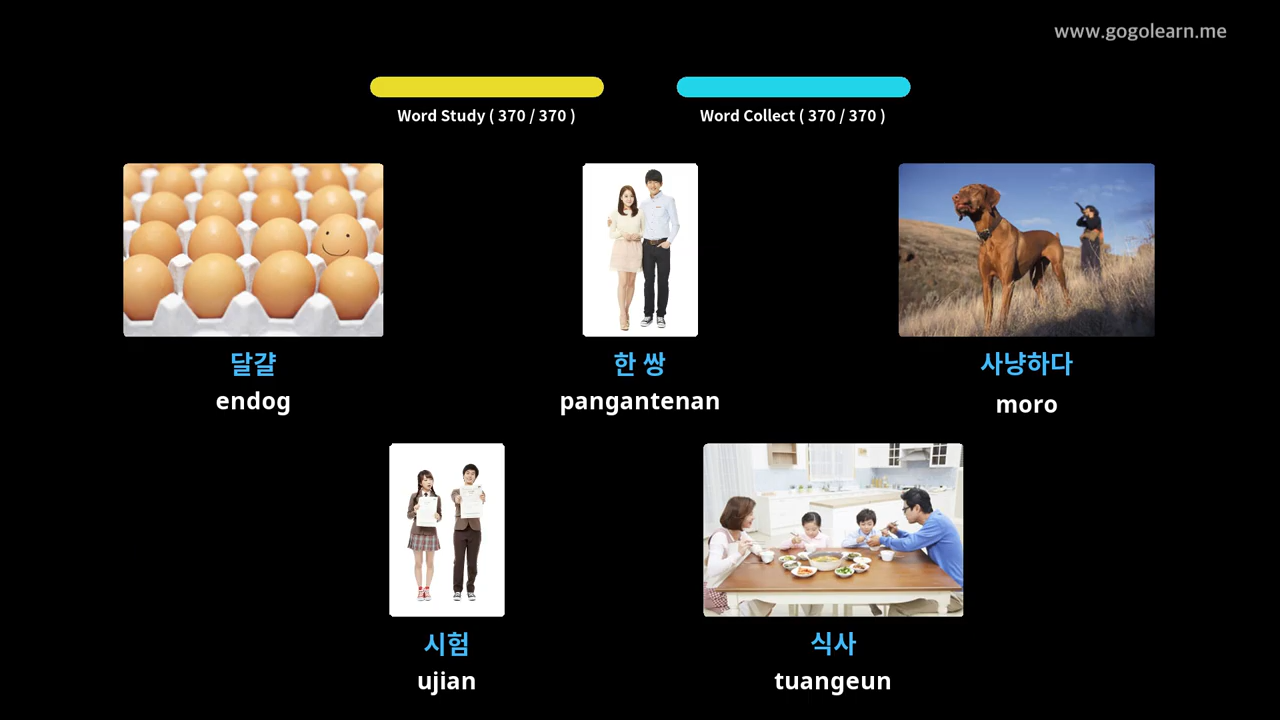 www.gogolearn.me
Word Study ( 370 / 370 )
Word Collect ( 370 / 370 )
달걀
endog
한 쌍
pangantenan
사냥하다
moro
시험
ujian
식사
tuangeun